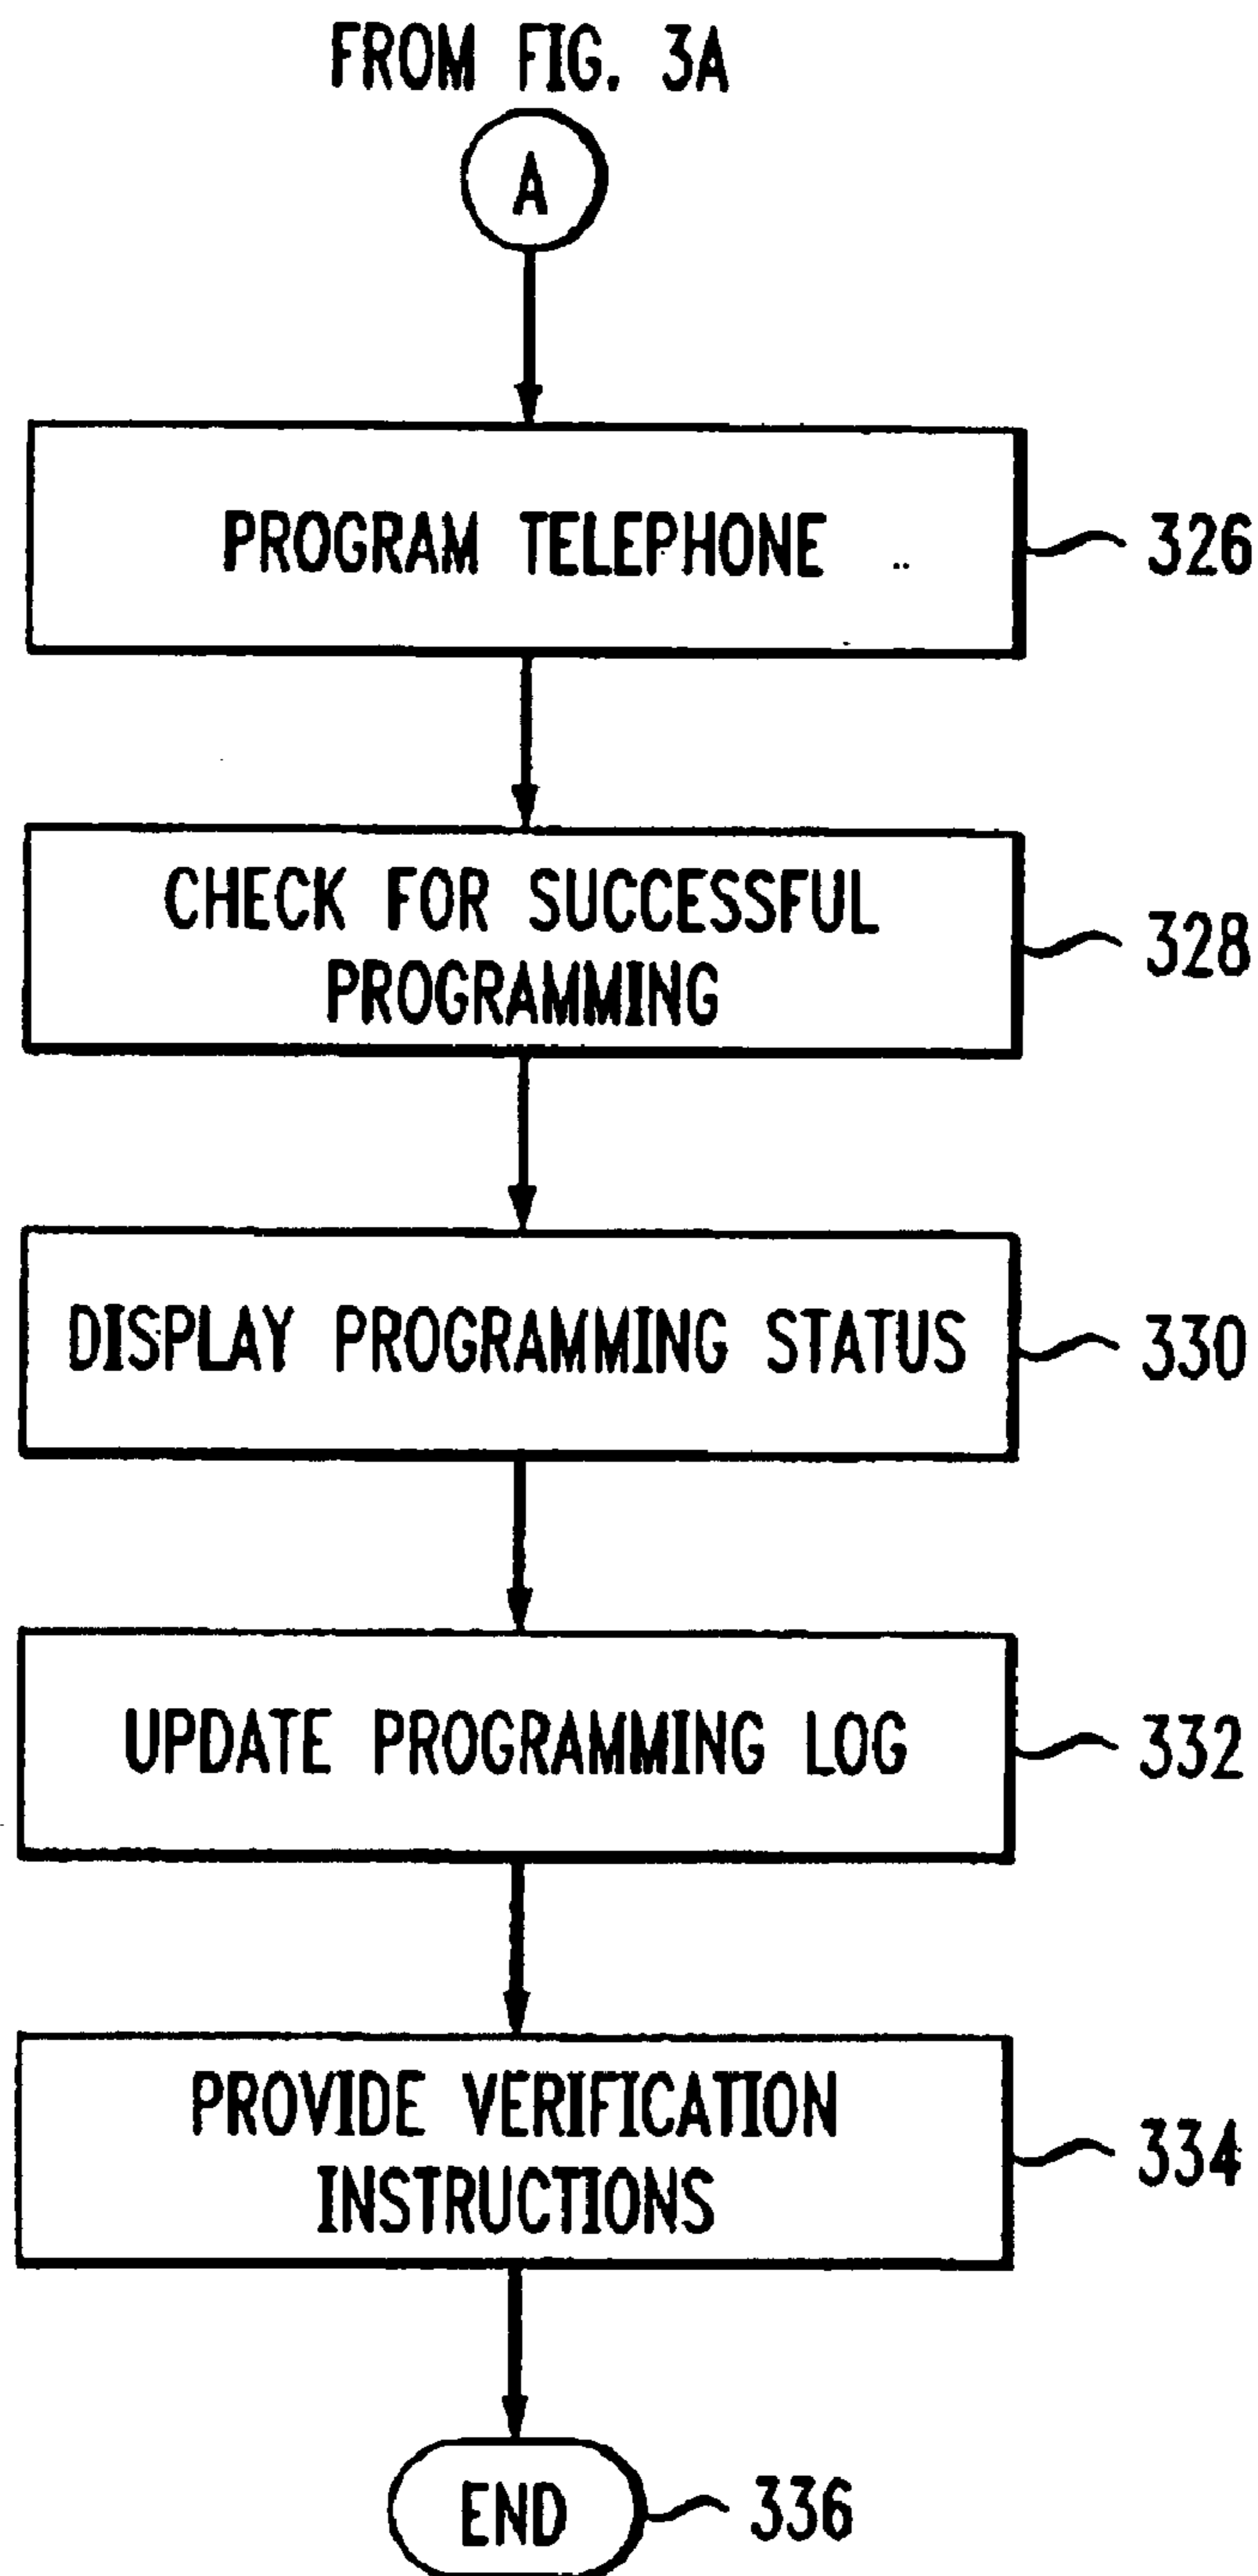 FROM FIG. 3A
A
PROGRAM TELEPHONE
326
CHECK FOR SUCCESSFUL
PROGRAMMING
328
DISPLAY PROGRAMMING STATUS
330
UPDATE PROGRAMMING LOG
332
PROVIDE VERIFICATION
INSTRUCTIONS
334
END
336